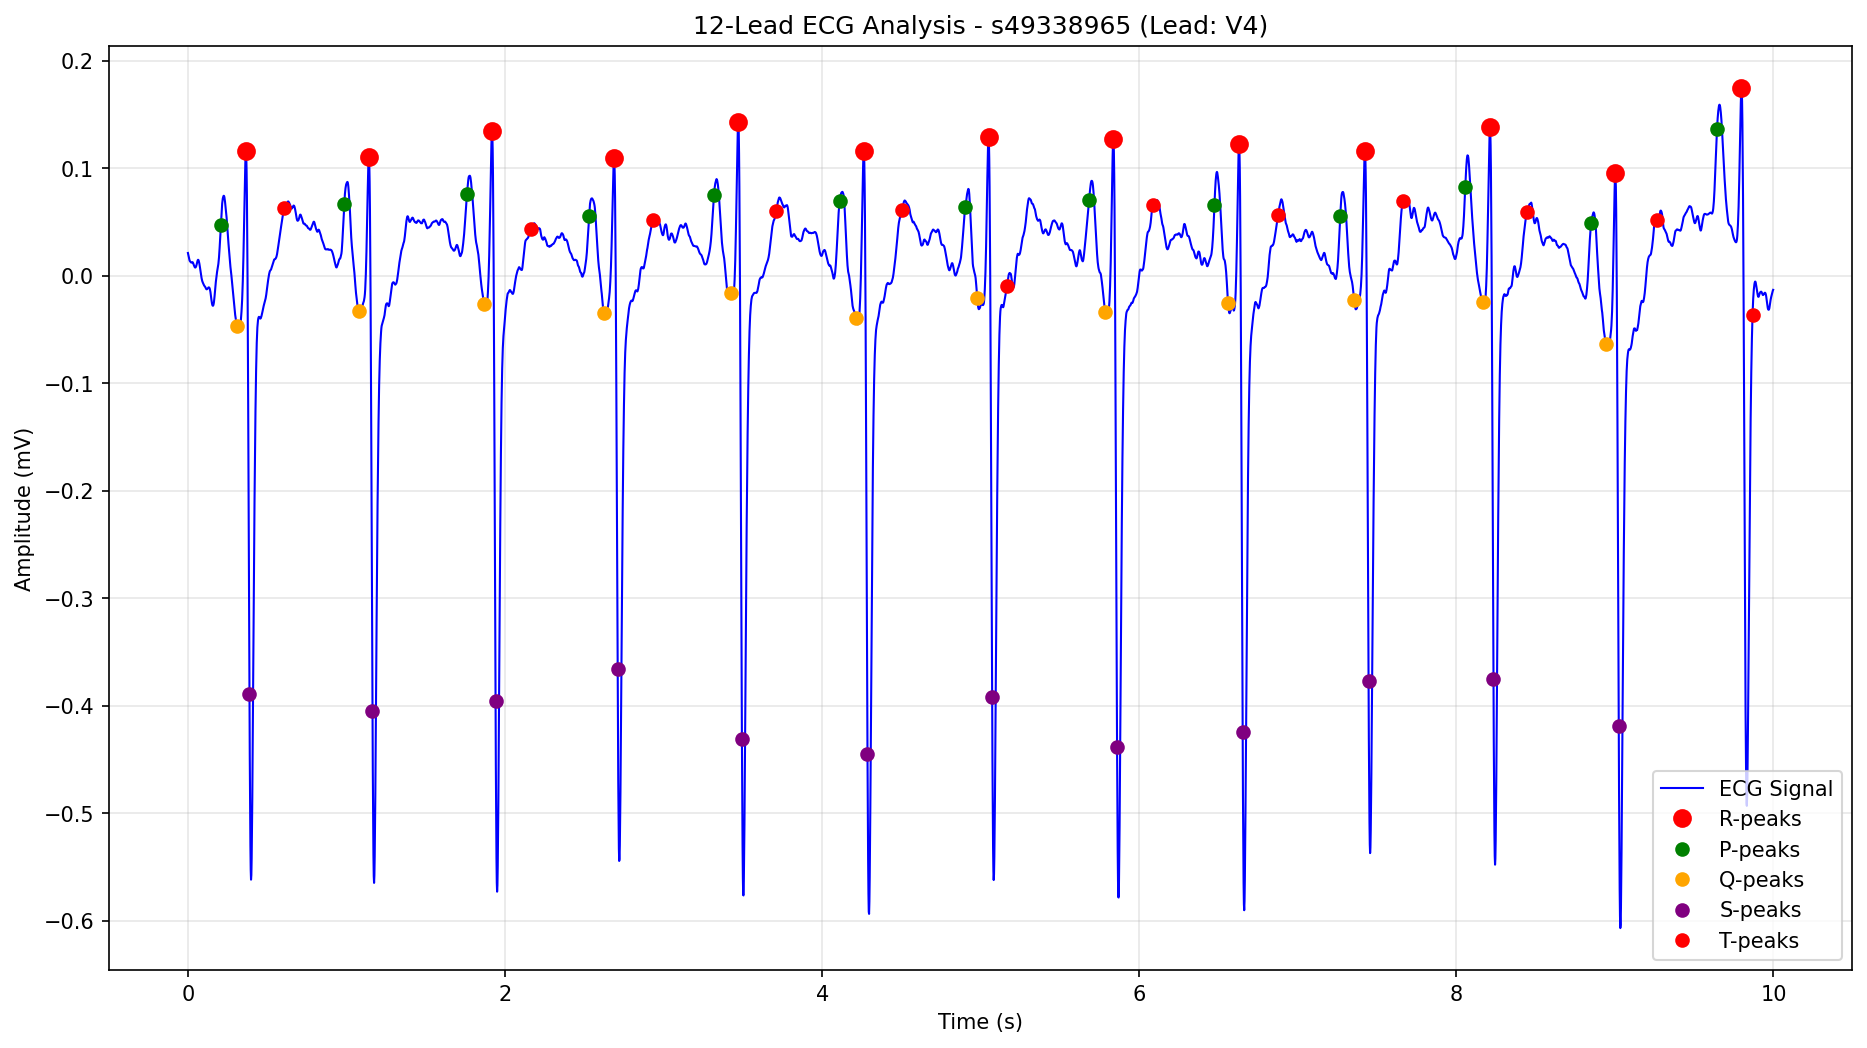 12-Lead ECG Analysis - s49338965 (Lead: V4)
0.2
0.1
0.0
−0.1
−0.2
−0.3
−0.4
−0.5
−0.6
Amplitude (mV)
0 2 4 6 8 10
Time (s)
ECG Signal
R-peaks
P-peaks
Q-peaks
S-peaks
T-peaks